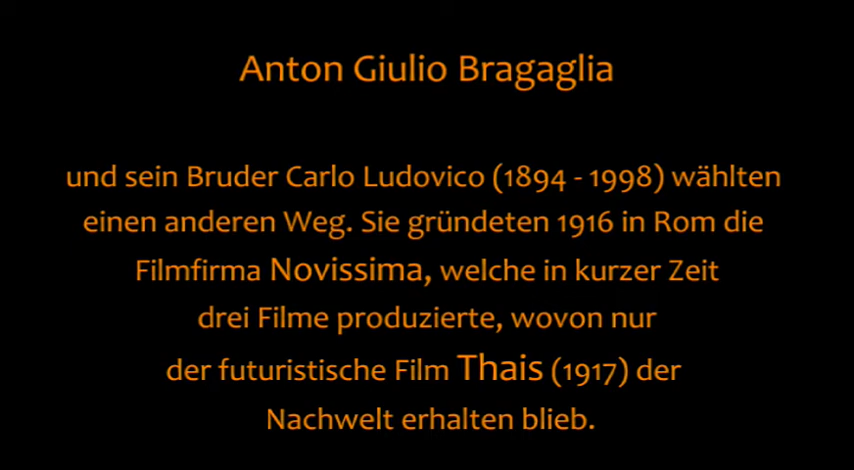 Anton Giulio Bragaglia
und sein Bruder Carlo Ludovico (1894 - 1998) wählten
einen anderen Weg. Sie gründeten 1916 in Rom die
Filmfirma Novissima, welche in kurzer Zeit
drei Filme produzierte, wovon nur
der futuristische Film Thais (1917) der
Nachwelt erhalten blieb.